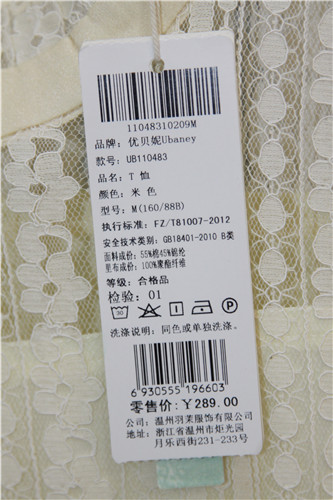 11048310209M
品牌：优贝妮Ubaney
款号：UB110483
品名：T 恤
颜色：米 色
型号：M(160/88B)
执行标准：FZ/T81007-2012
安全技术类别：GB18401-2010 B类
面料成份：55%棉45%锦纶
里布成份：100%聚酯纤维
等级：合格品
检验：01
30
洗涤说明：同色或单独洗涤。
6 930555 196603
零售价：￥289.00
公司：温州羽茉服饰有限公司
地址：浙江省温州市炬光园
月乐西街231-233号